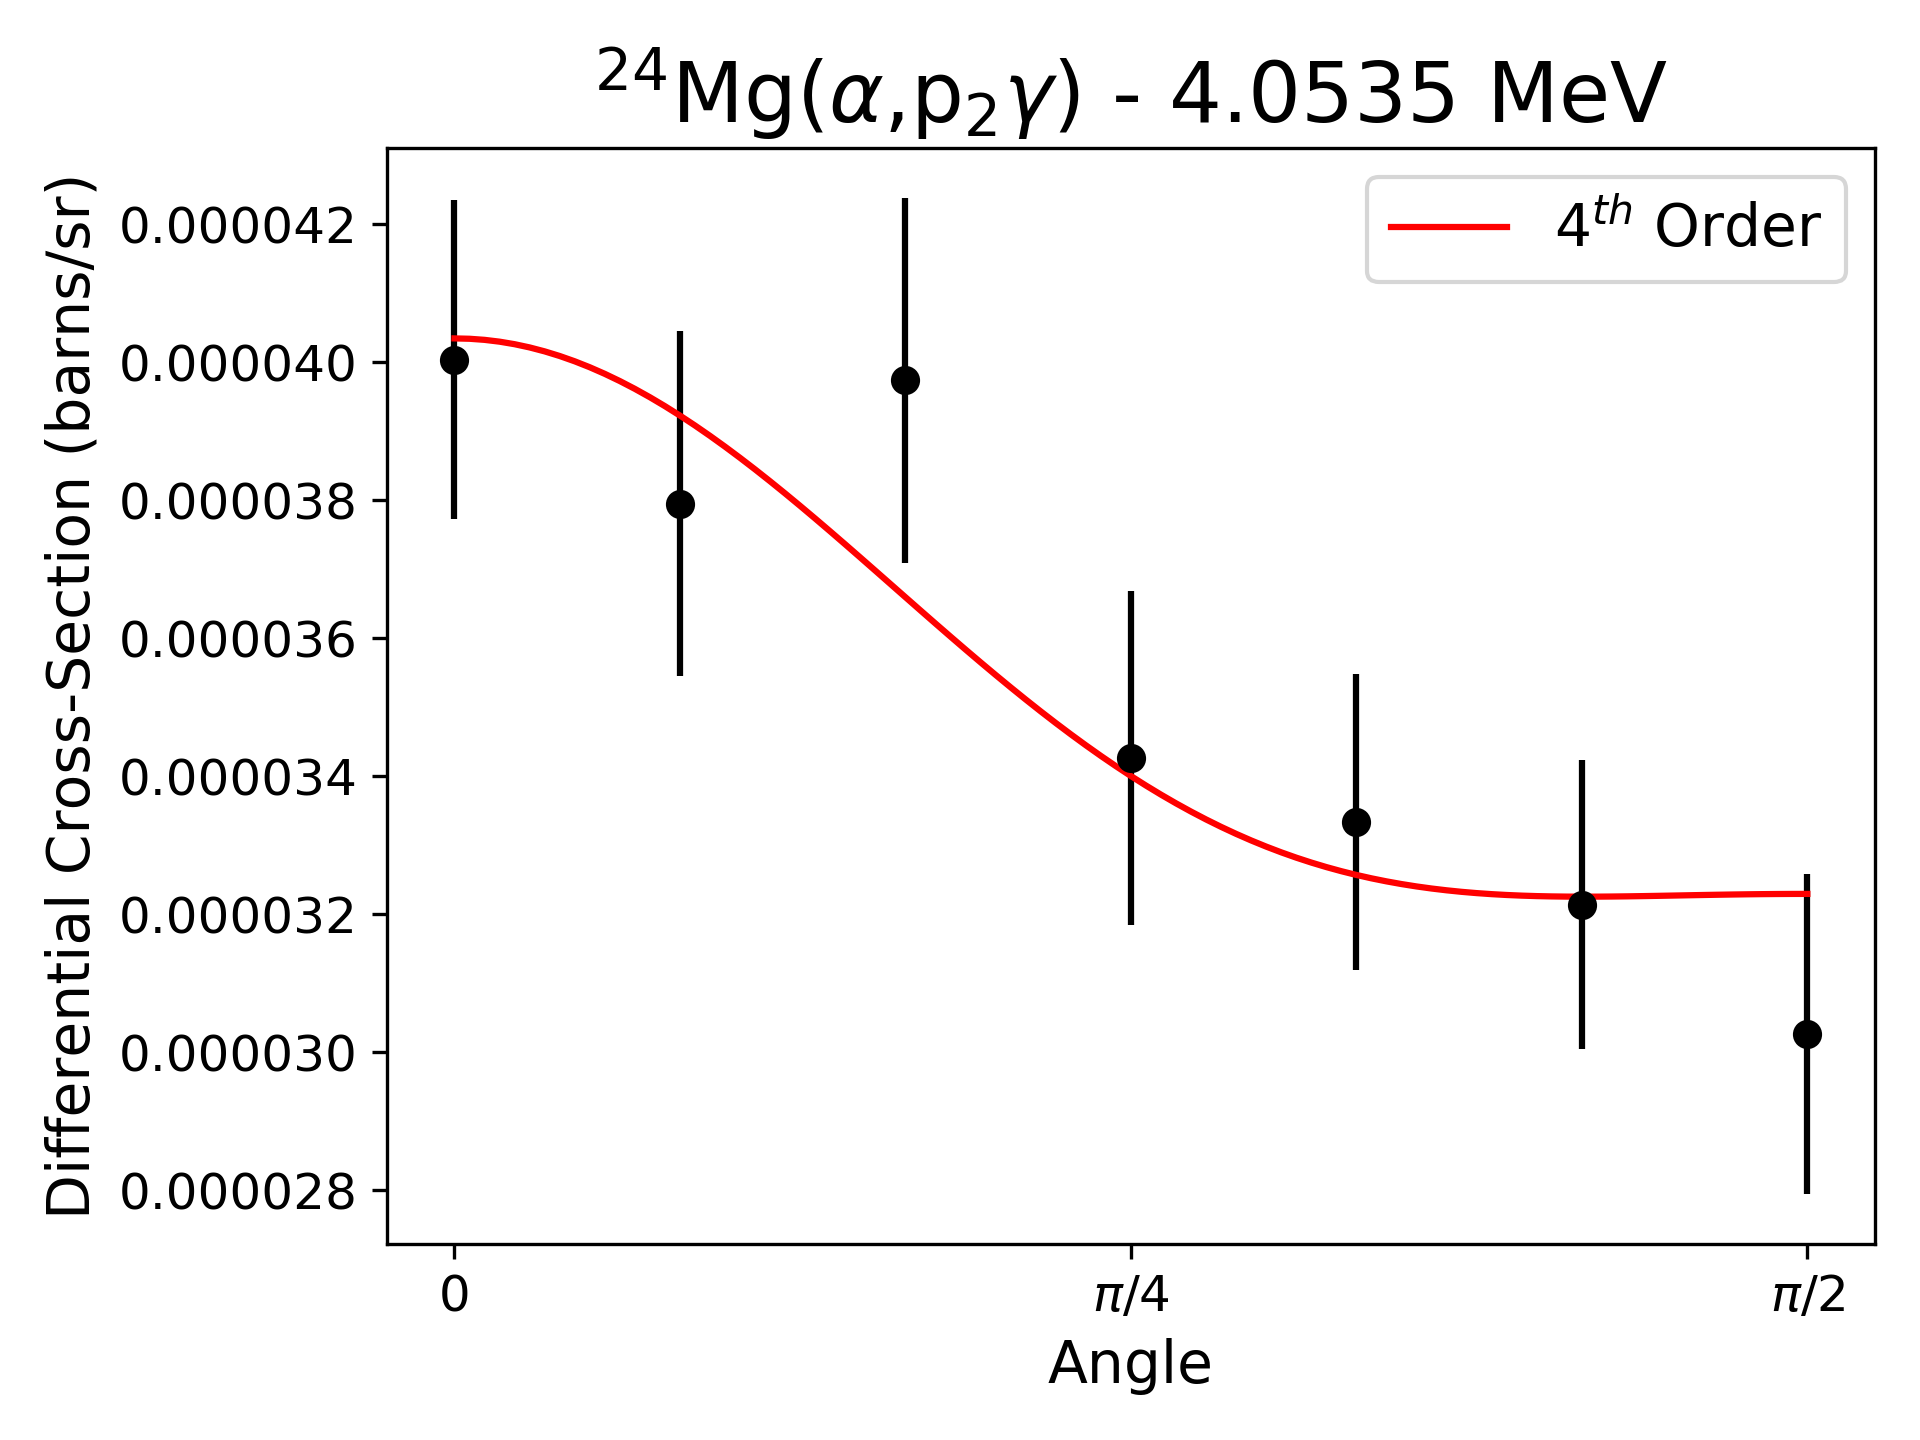 ²⁴Mg(α,p₂γ) - 4.0535 MeV
4ᵗʰ Order
Differential Cross-Section (barns/sr)
0.000042
0.000040
0.000038
0.000036
0.000034
0.000032
0.000030
0.000028
0 π/4 π/2
Angle